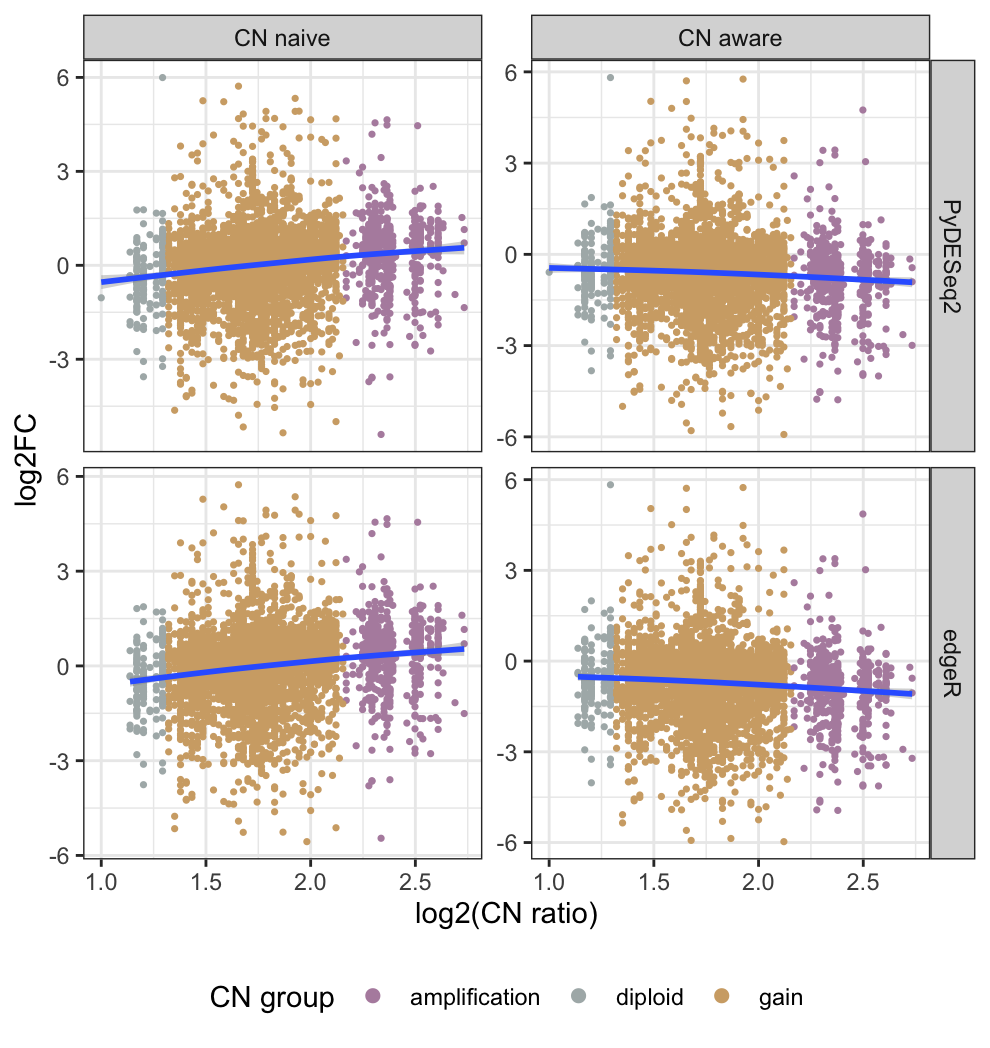 CN naive
CN aware
6
3
0
-3
6
3
0
-3
-6
PyDESeq2
log2FC
6
3
0
-3
-6
6
3
0
-3
-6
edgeR
1.0
1.5
2.0
2.5
1.0
1.5
2.0
2.5
log2(CN ratio)
CN group
amplification
diploid
gain